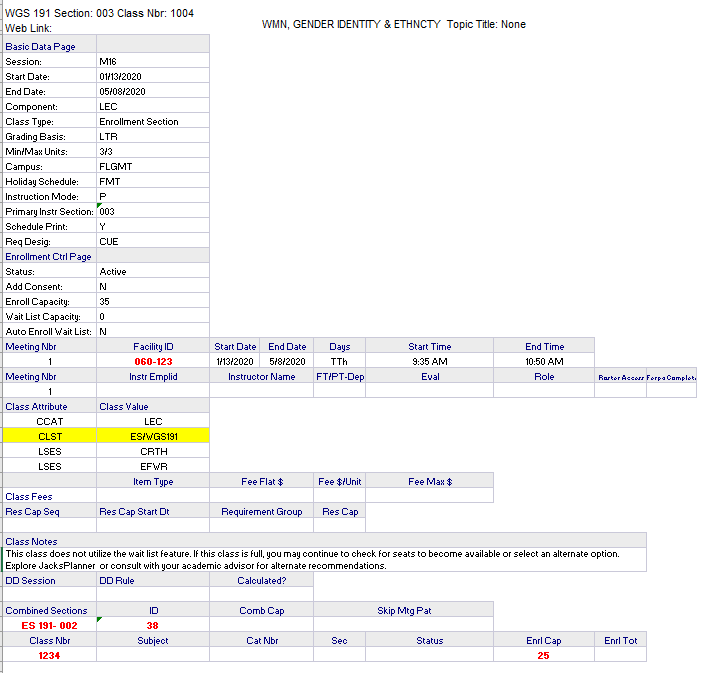 WGS 191 Section: 003 Class Nbr: 1004
WMN, GENDER IDENTITY & ETHNCTY Topic Title: None
Web Link:
Basic Data Page
Session: M16
Start Date: 01/13/2020
End Date: 05/08/2020
Component: LEC
Class Type: Enrollment Section
Grading Basis: LTR
Min/Max Units: 3/3
Campus: FLGMT
Holiday Schedule: FMT
Instruction Mode: P
Primary Instr Section: 003
Schedule Print: Y
Req Desig: CUE
Enrollment Ctrl Page
Status: Active
Add Consent: N
Enroll Capacity: 35
Wait List Capacity: 0
Auto Enroll Wait List: N
Meeting Nbr Facility ID Start Date End Date Days Start Time End Time
1 060-123 1/13/2020 5/8/2020 TTh 9:35 AM 10:50 AM
Meeting Nbr Instr Emplid Instructor Name FT/PT-Dep Eval Role Roster Access Forps Complet
1
Class Attribute Class Value
CCAT LEC
CLST ES/WGS191
LSES CRTH
LSES EFWR
Item Type Fee Flat $ Fee $/Unit Fee Max $
Class Fees
Res Cap Seq Res Cap Start Dt Requirement Group Res Cap
Class Notes
This class does not utilize the wait list feature. If this class is full, you may continue to check for seats to become available or select an alternate option.
Explore JacksPlanner or consult with your academic advisor for alternate recommendations.
DD Session DD Rule Calculated?
Combined Sections ID Comb Cap Skip Mtg Pat
ES 191- 002 38
Class Nbr Subject Cat Nbr Sec Status Enrl Cap Enrl Tot
1234 25